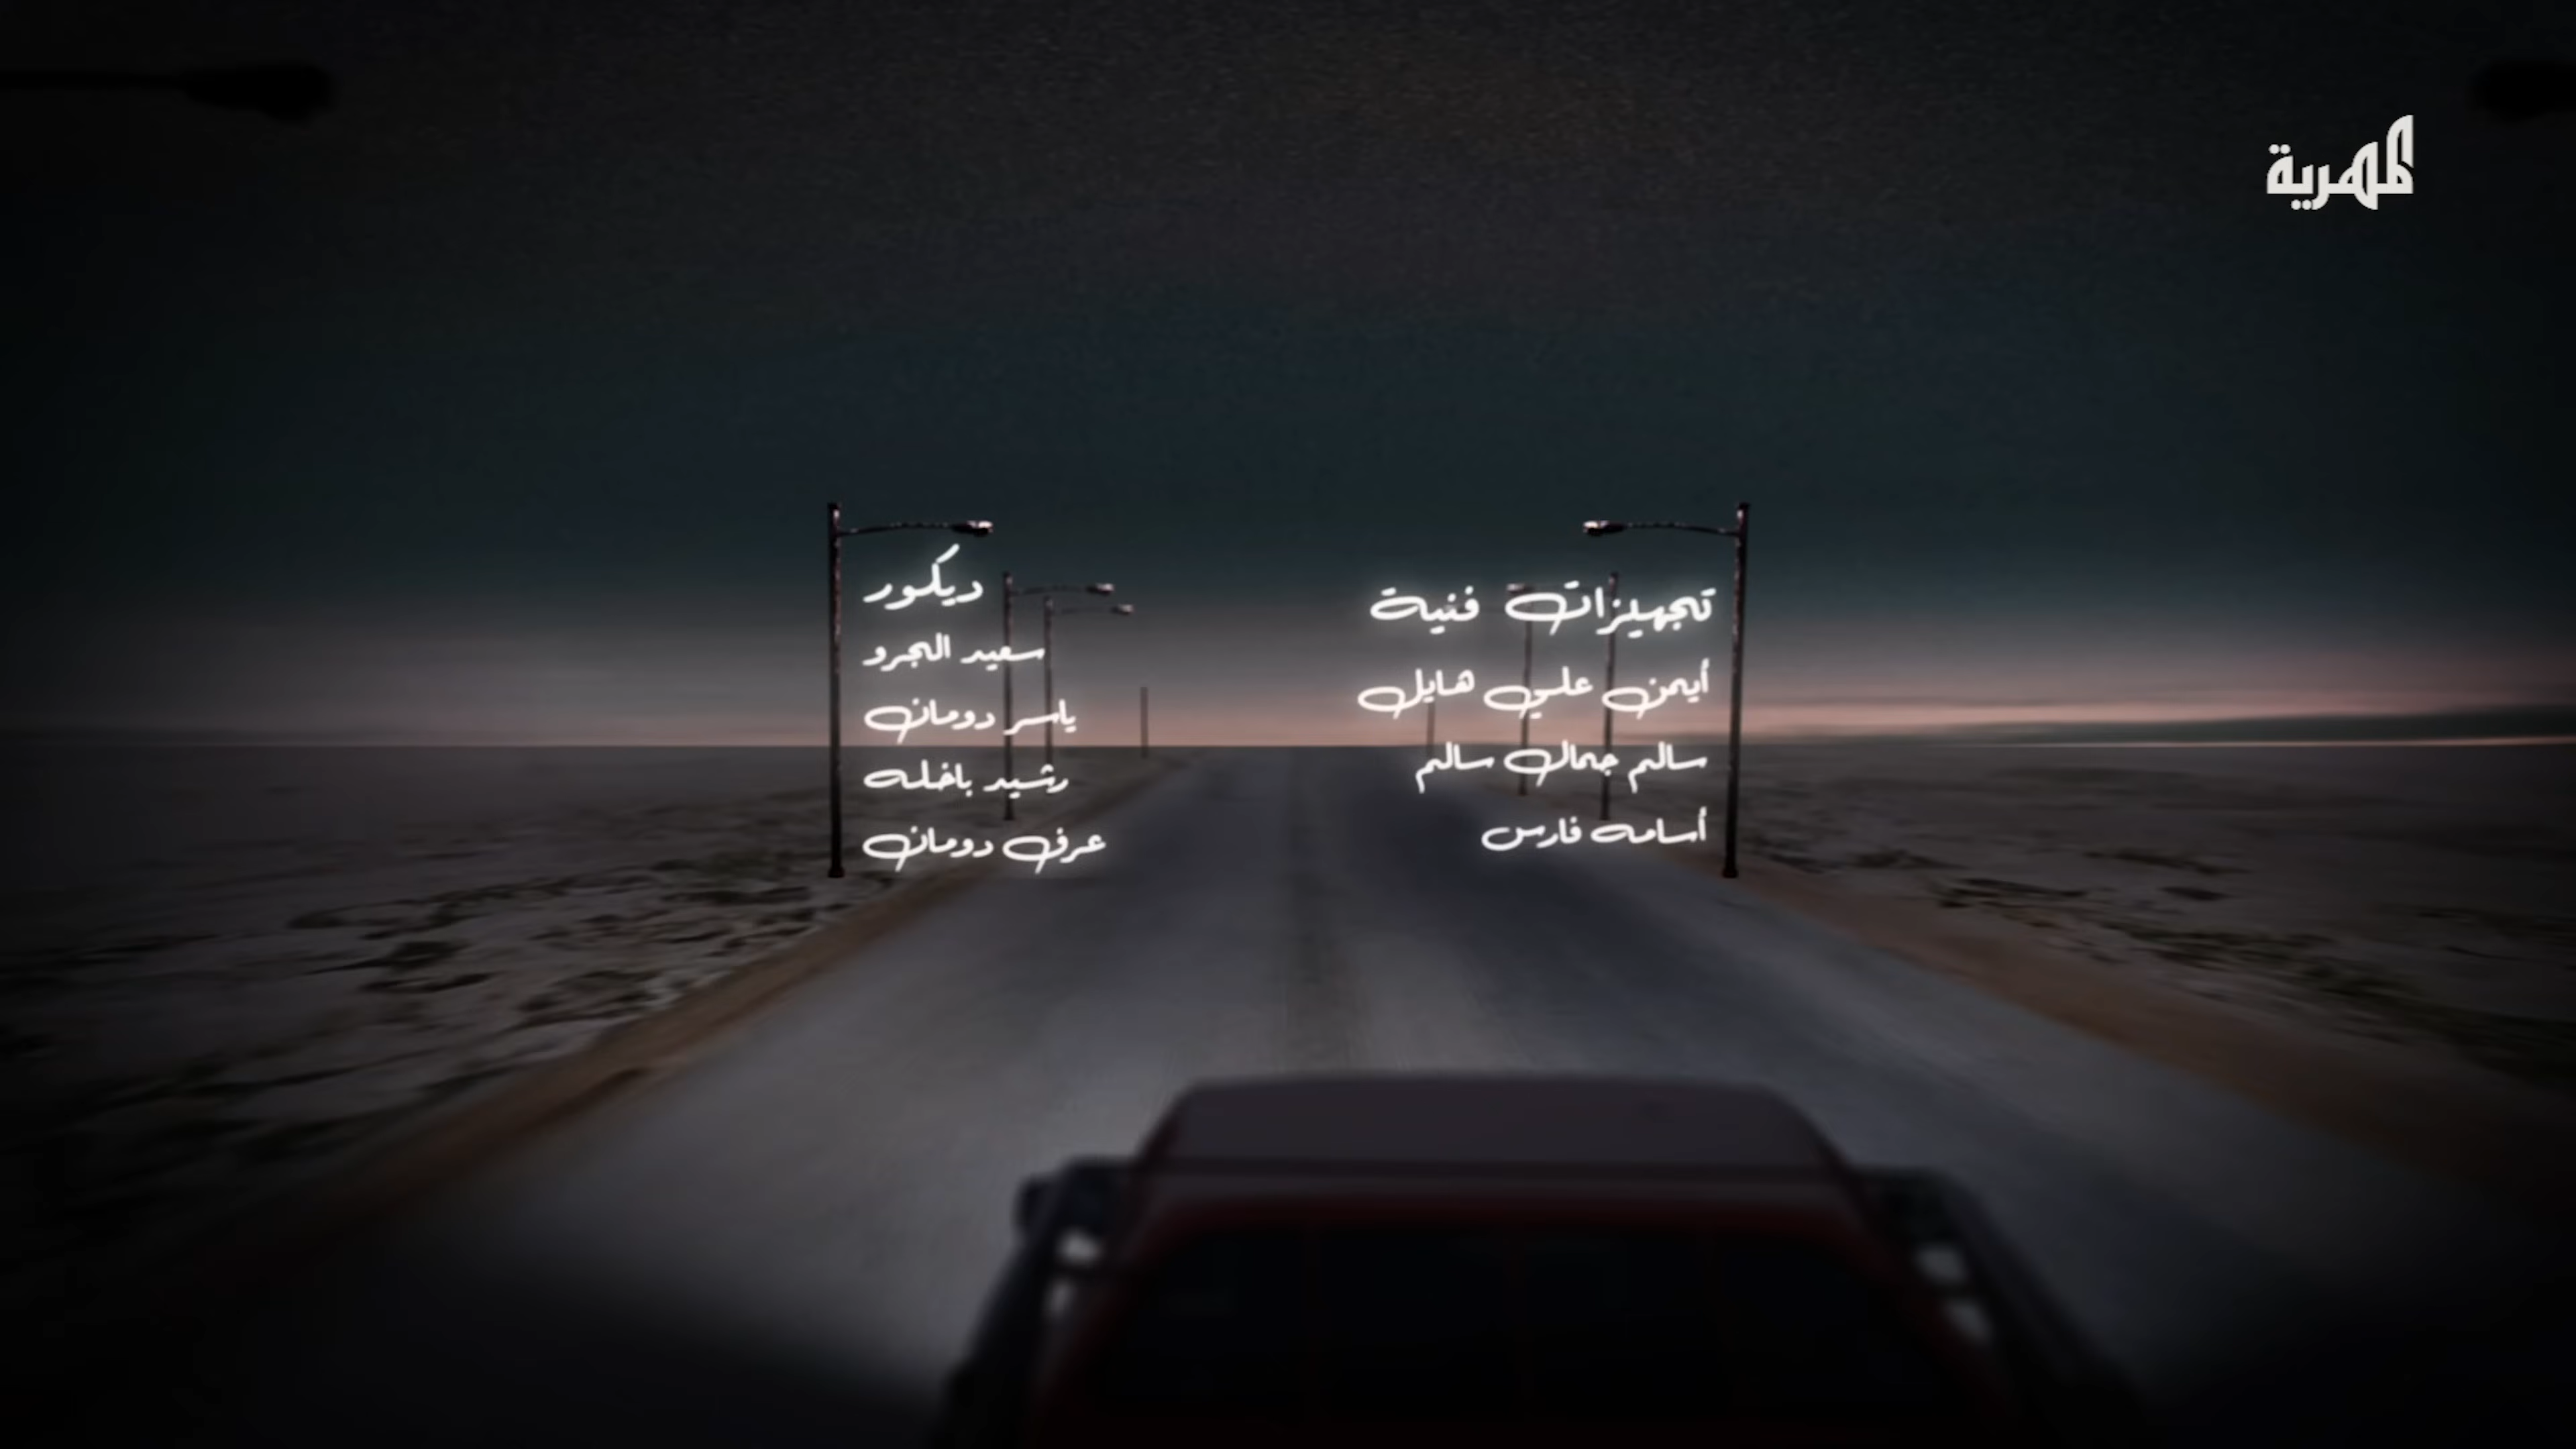 المهرية
تجهيزات فنية
أيمن علي هايل
سالم جمال سالم
أسامه فارس
ديكور
سعيد الجرو
ياسر دومان
رشيد باخله
عرف دومان